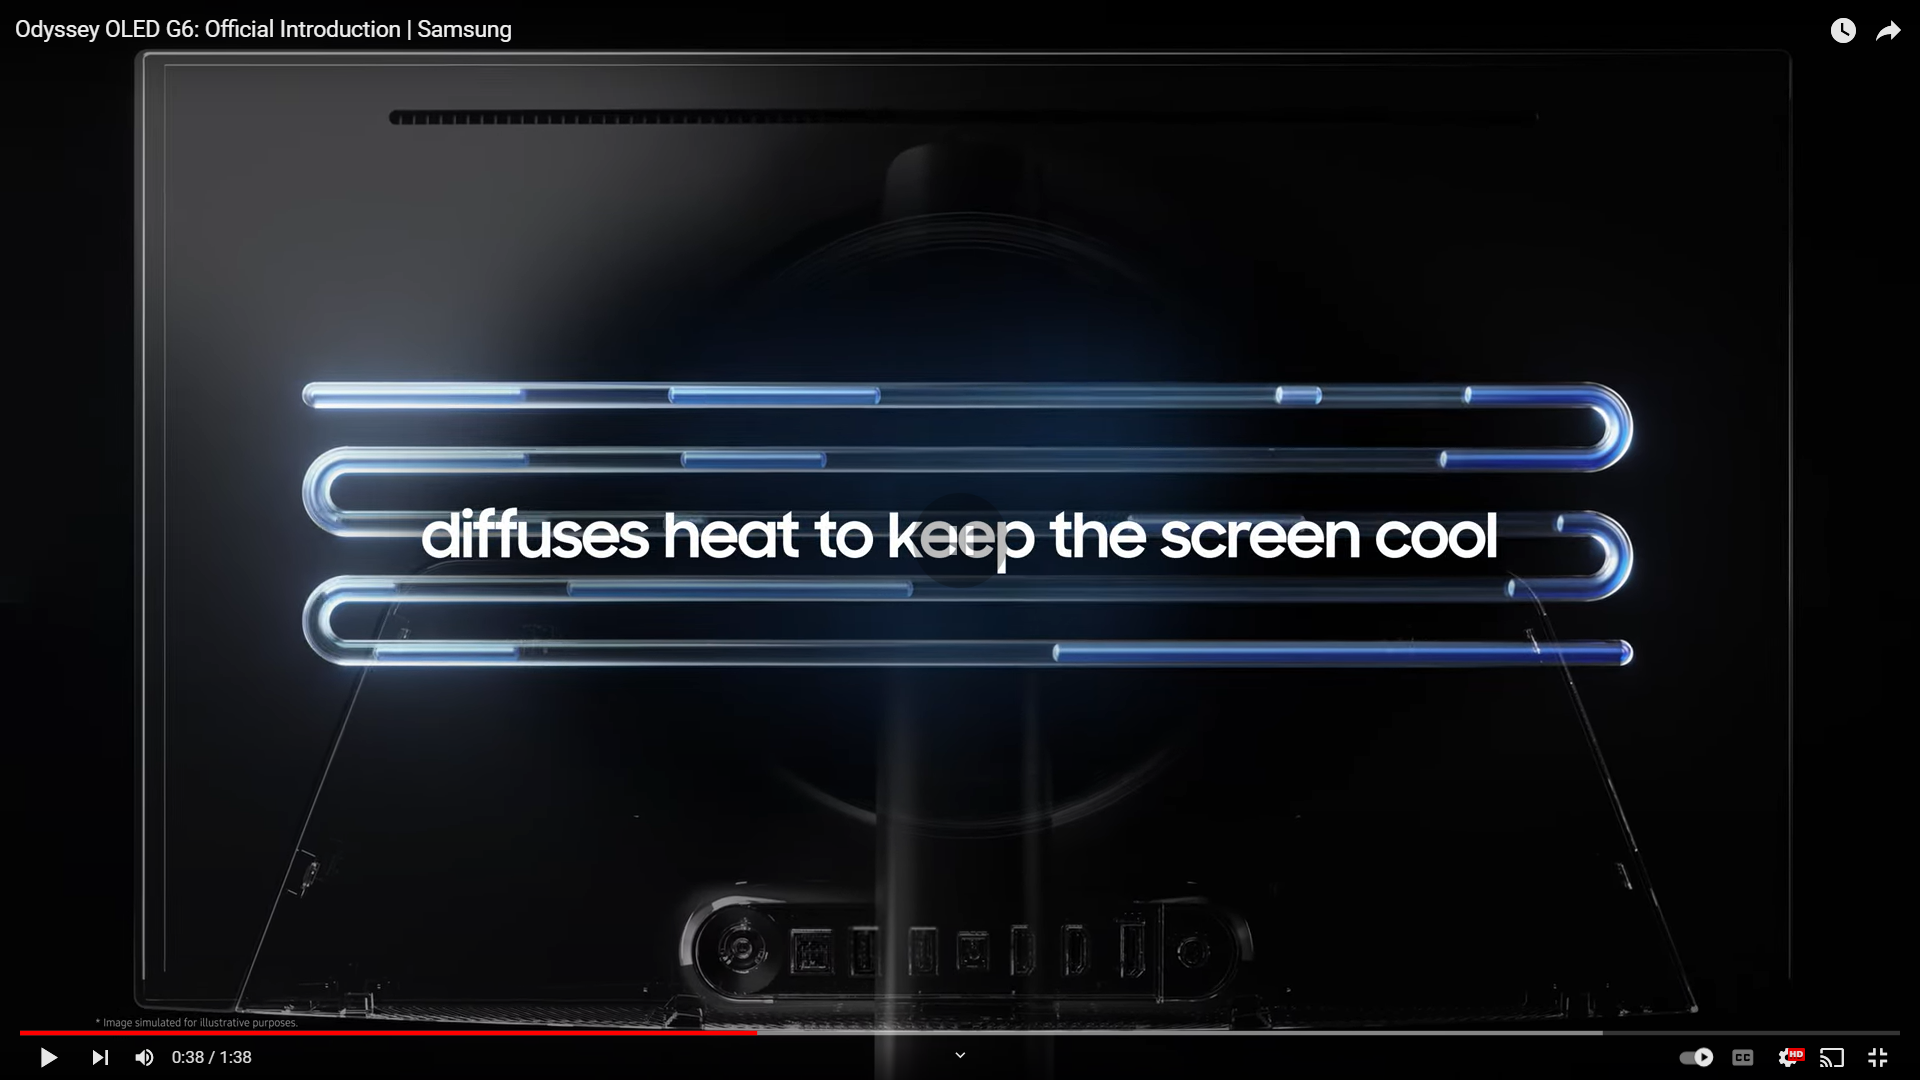 Odyssey OLED G6: Official Introduction | Samsung
diffuses heat to keep the screen cool
* Image simulated for illustrative purposes.
0:38 / 1:38
CC
HD